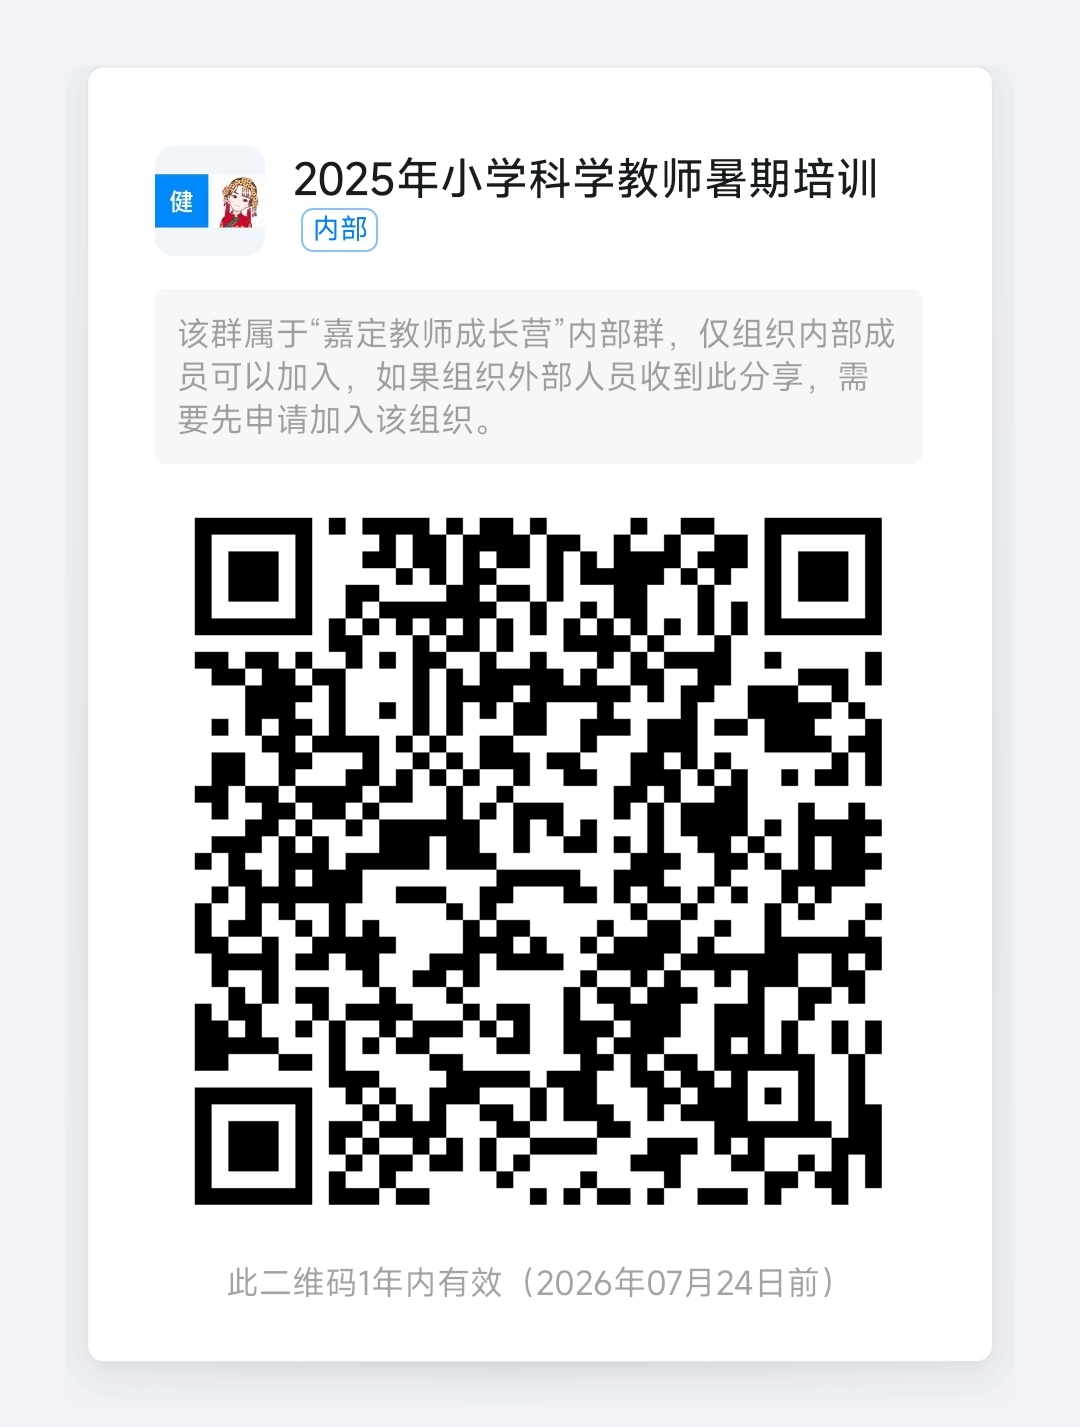 健
2025年小学科学教师暑期培训
内部
该群属于“嘉定教师成长营”内部群，仅组织内部成
员可以加入，如果组织外部人员收到此分享，需
要先申请加入该组织。
此二维码1年内有效（2026年07月24日前）